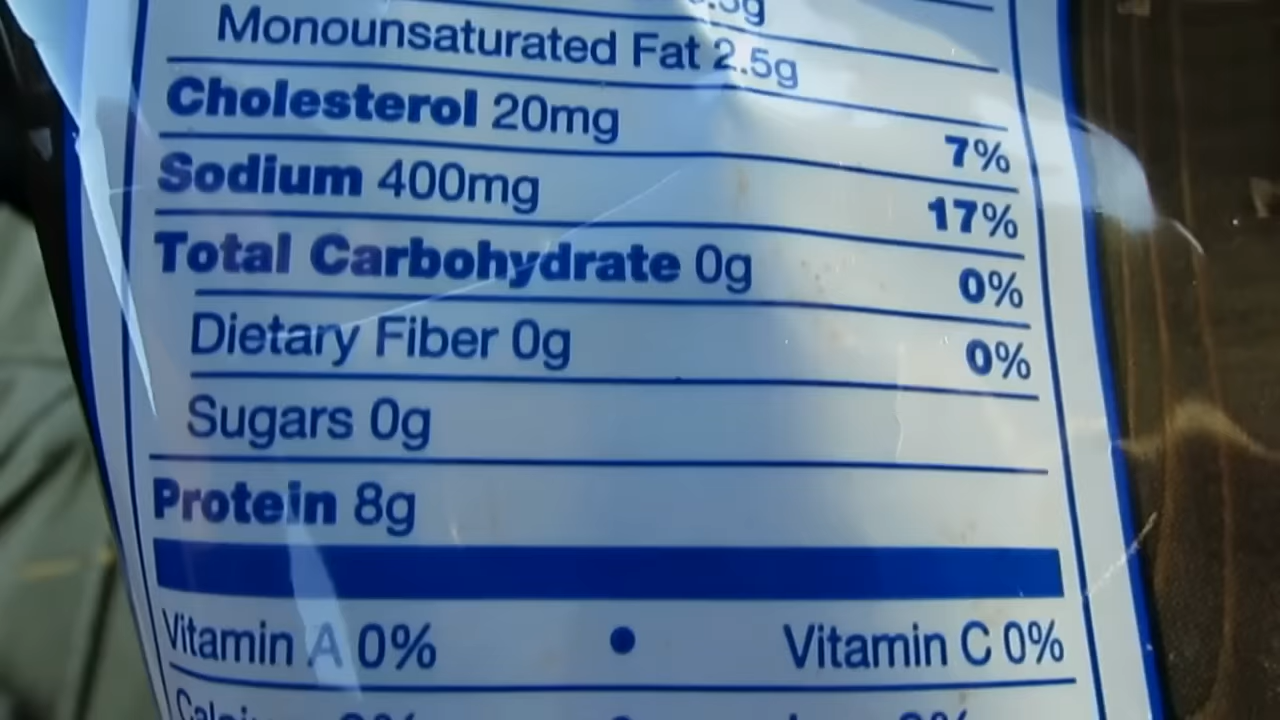 Monounsaturated Fat 2.5g
Cholesterol 20mg 7%
Sodium 400mg 17%
Total Carbohydrate 0g 0%
Dietary Fiber 0g 0%
Sugars 0g
Protein 8g
Vitamin A 0% • Vitamin C 0%